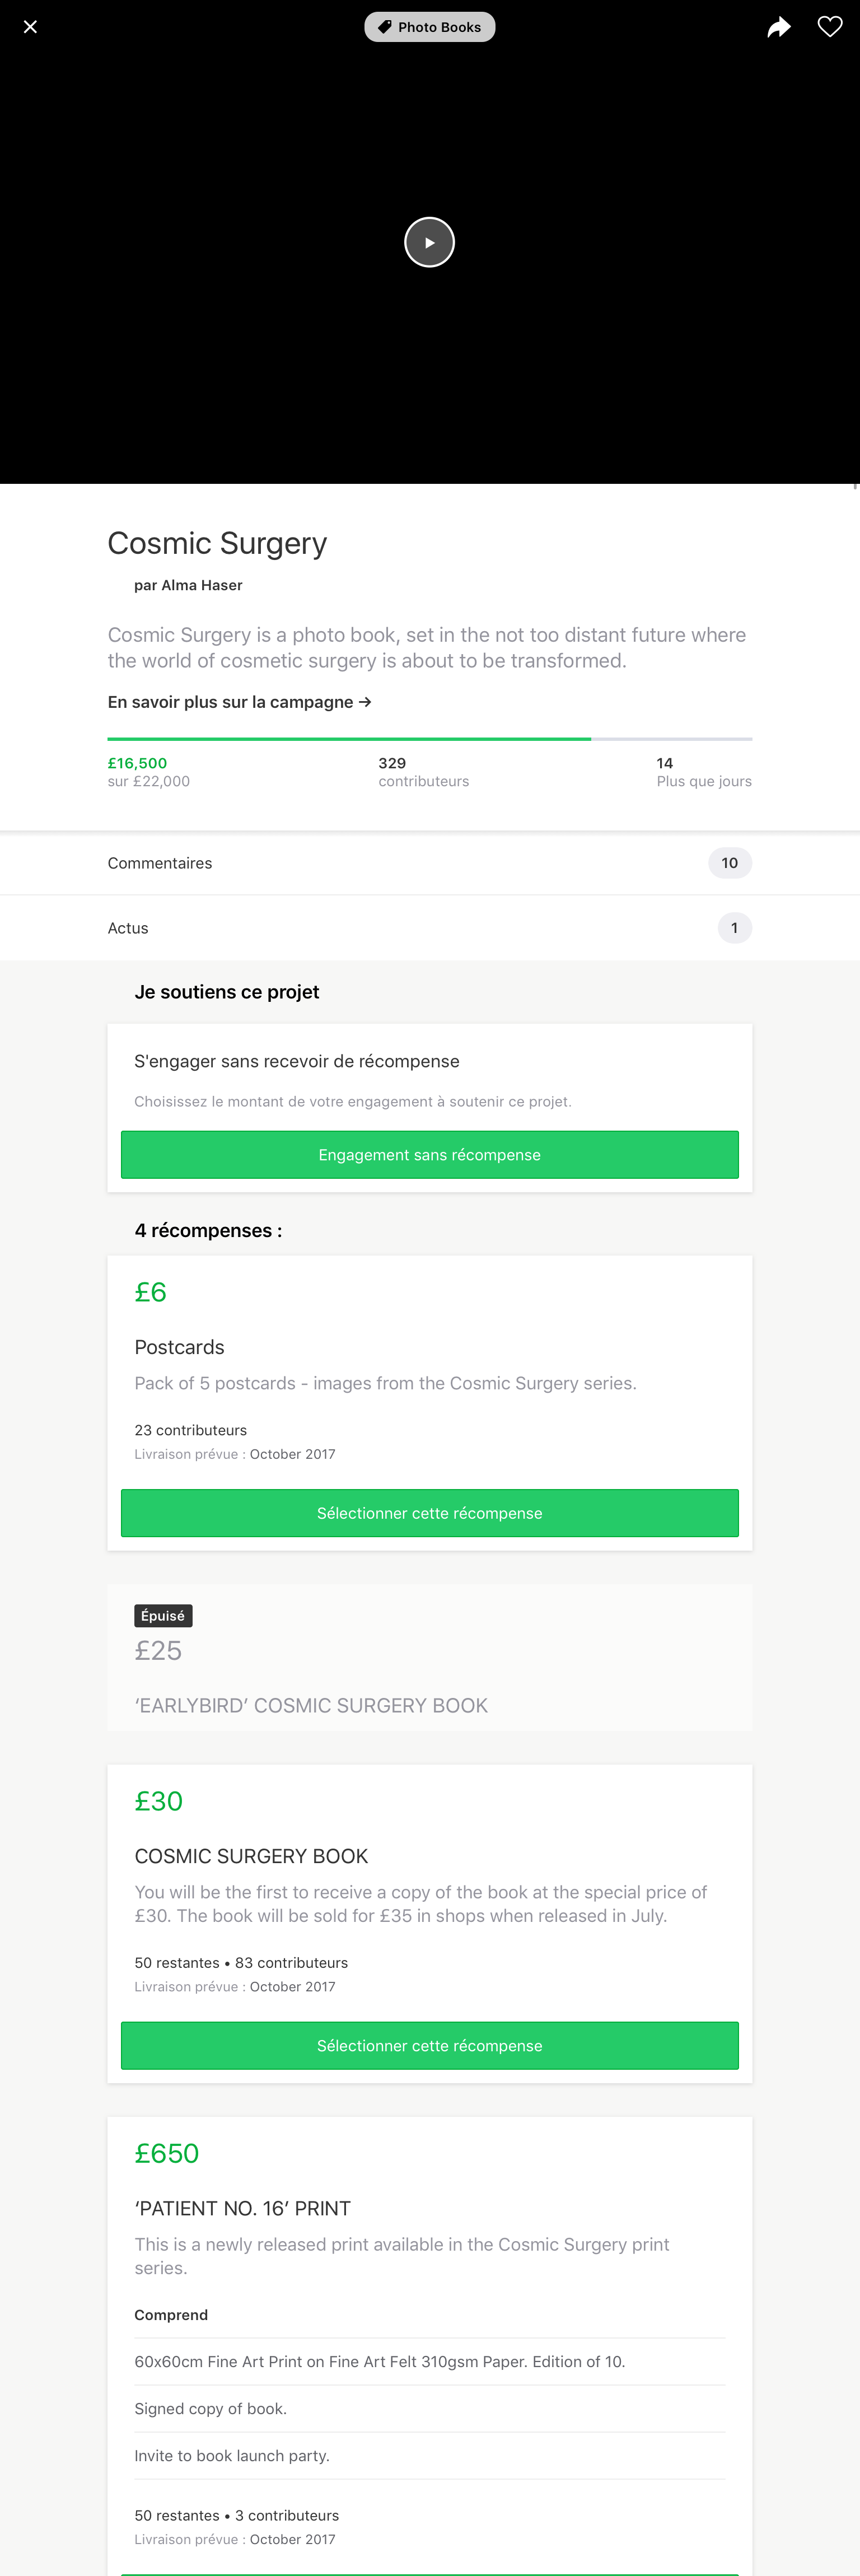 Photo Books
Cosmic Surgery
par Alma Haser
Cosmic Surgery is a photo book, set in the not too distant future where
the world of cosmetic surgery is about to be transformed.
En savoir plus sur la campagne →
£16,500
sur £22,000
329
contributeurs
14
Plus que jours
Commentaires
10
Actus
1
Je soutiens ce projet
S'engager sans recevoir de récompense
Choisissez le montant de votre engagement à soutenir ce projet.
Engagement sans récompense
4 récompenses :
£6
Postcards
Pack of 5 postcards - images from the Cosmic Surgery series.
23 contributeurs
Livraison prévue : October 2017
Sélectionner cette récompense
Épuisé
£25
‘EARLYBIRD’ COSMIC SURGERY BOOK
£30
COSMIC SURGERY BOOK
You will be the first to receive a copy of the book at the special price of
£30. The book will be sold for £35 in shops when released in July.
50 restantes • 83 contributeurs
Livraison prévue : October 2017
Sélectionner cette récompense
£650
‘PATIENT NO. 16’ PRINT
This is a newly released print available in the Cosmic Surgery print
series.
Comprend
60x60cm Fine Art Print on Fine Art Felt 310gsm Paper. Edition of 10.
Signed copy of book.
Invite to book launch party.
50 restantes • 3 contributeurs
Livraison prévue : October 2017